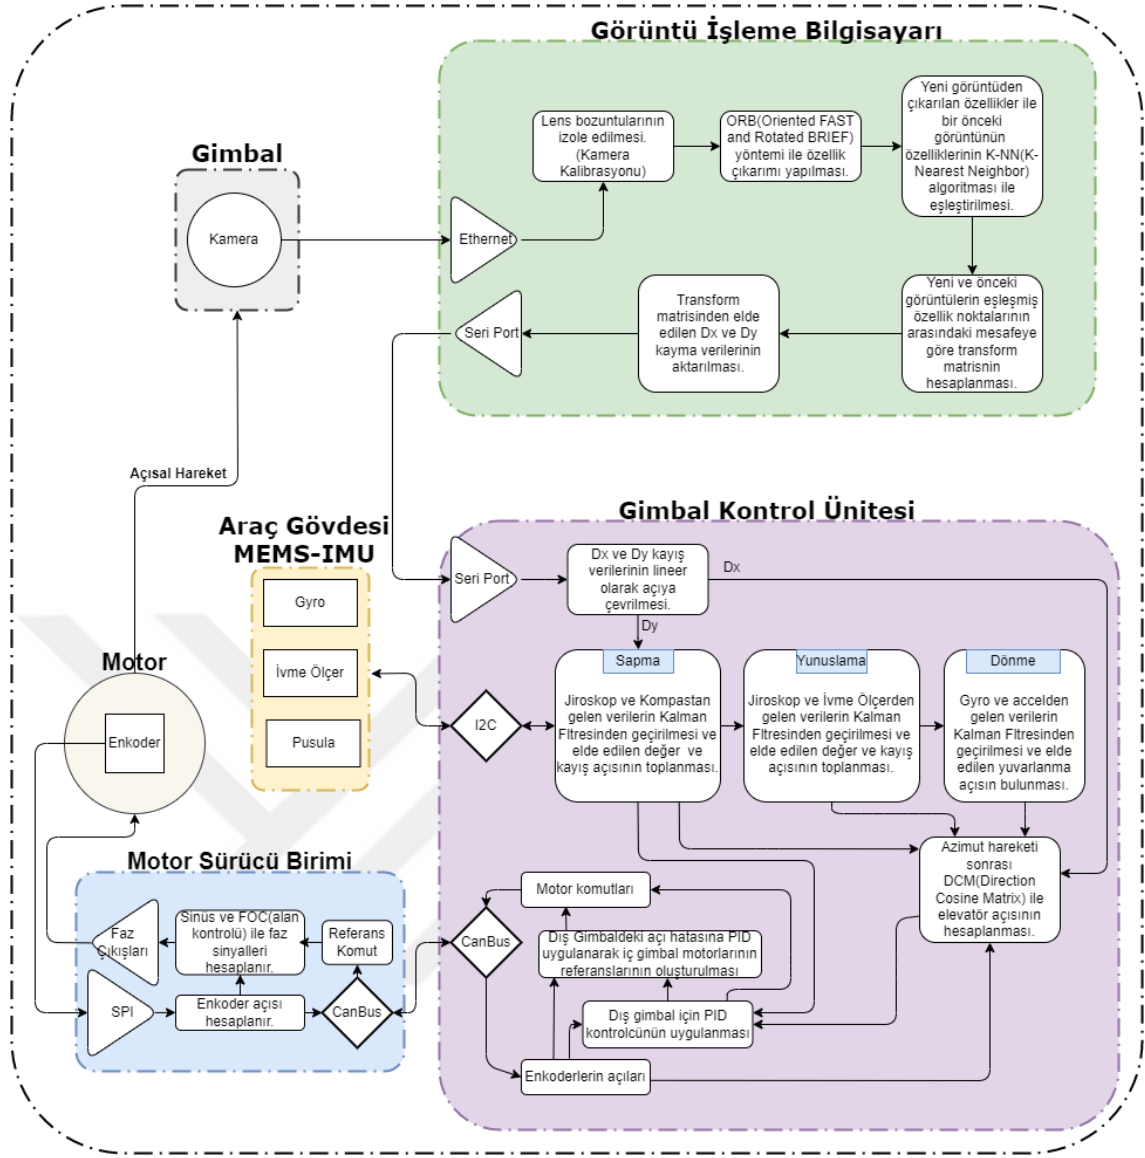 Görüntü İşleme Bilgisayarı
Lens bozuntularının
izole edilmesi.
(Kamera
Kalibrasyonu)
ORB(Oriented FAST
and Rotated BRIEF)
yöntemi ile özellik
çıkarımı yapılması.
Yeni görüntüden
çıkarılan özellikler ile
bir önceki
görüntünün
özelliklerinin K-NN(K-
Nearest Neighbor)
algoritması ile
eşleştirilmesi.
Gimbal
Kamera
Ethernet
Seri Port
Transform
matrisinden elde
edilen Dx ve Dy
kayma verilerinin
aktarılması.
Yeni ve önceki
görüntülerin eşleşmiş
özellik noktalarının
arasındaki mesafeye
göre transform
matrisnin
hesaplanması.
Açısal Hareket
Araç Gövdesi
MEMS-IMU
Gyro
İvme Ölçer
Pusula
Gimbal Kontrol Ünitesi
Seri Port
Dx ve Dy kayış
verilerinin lineer
olarak açıya
çevrilmesi.
Dx
Dy
I2C
Sapma
Jiroskop ve Kompastan
gelen verilerin Kalman
Fltresinden geçirilmesi ve
elde edilen değer ve
kayış açısının toplanması.
Yunuslama
Jiroskop ve İvme Ölçerden
gelen verilerin Kalman
Fltresinden geçirilmesi ve
elde edilen değer ve kayış
açısının toplanması.
Dönme
Gyro ve accelden
gelen verilerin
Kalman Fltresinden
geçirilmesi ve elde
edilen yuvarlanma
açısın bulunması.
Motor
Enkoder
Motor Sürücü Birimi
Faz
Çıkışları
Sinüs ve FOC(alan
kontrolü) ile faz
sinyalleri
hesaplanır.
Referans
Komut
SPI
Enkoder açısı
hesaplanır.
CanBus
CanBus
Motor komutları
Dış Gimbaldeki açı hatasına PID
uygulanarak iç gimbal motorlarının
referanslarının oluşturulması
Dış gimbal için PID
kontrolcünün uygulanması
Enkoderlerin açıları
Azimut hareketi
sonrası
DCM(Direction
Cosine Matrix) ile
elevatör açısının
hesaplanması.